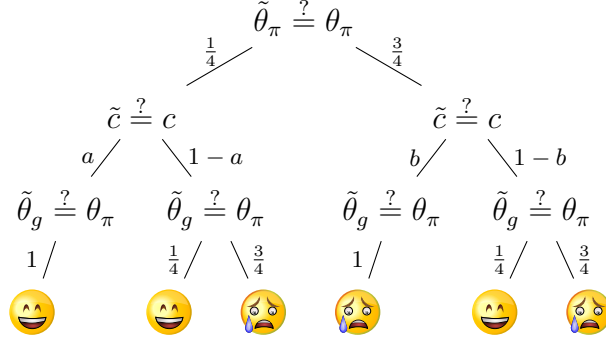 θ̃_π ≟ θ_π
1/4 3/4
c̃ ≟ c c̃ ≟ c
a 1 − a b 1 − b
θ̃_g ≟ θ_π θ̃_g ≟ θ_π θ̃_g ≟ θ_π θ̃_g ≟ θ_π
1 1/4 3/4 1 1/4 3/4